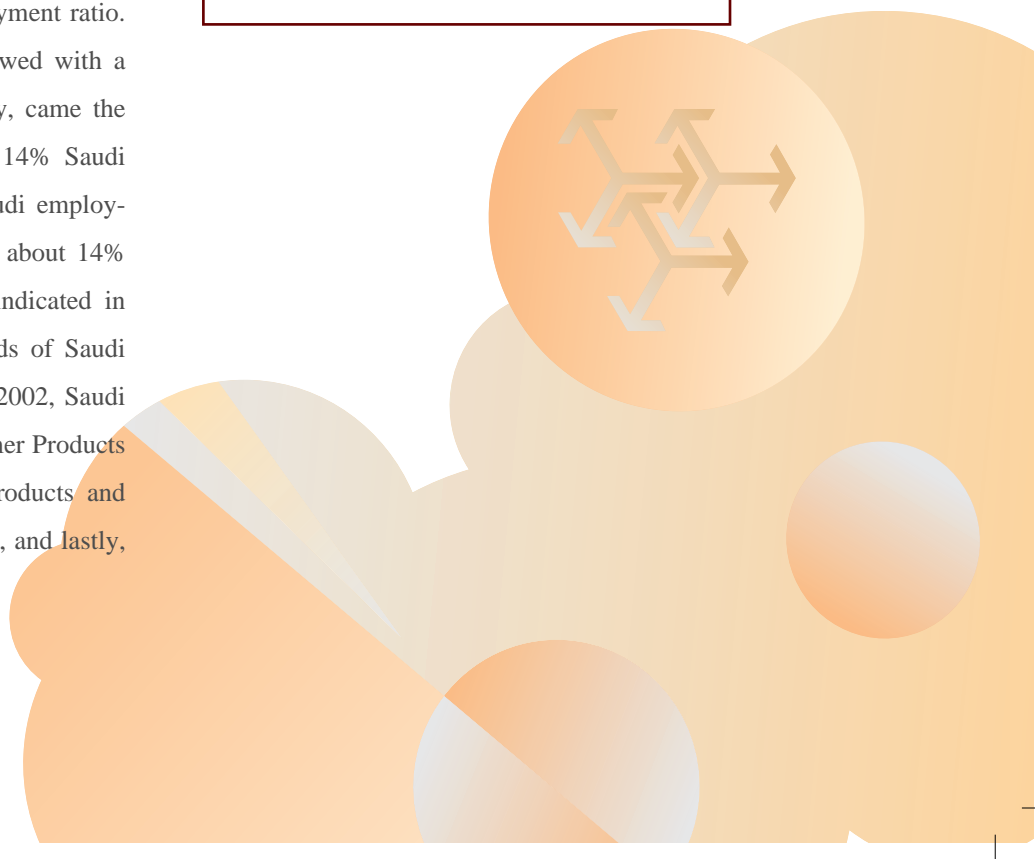 yment ratio.
wed with a
y, came the
14% Saudi
udi employ-
about 14%
ndicated in
ds of Saudi
2002, Saudi
ner Products
roducts and
, and lastly,